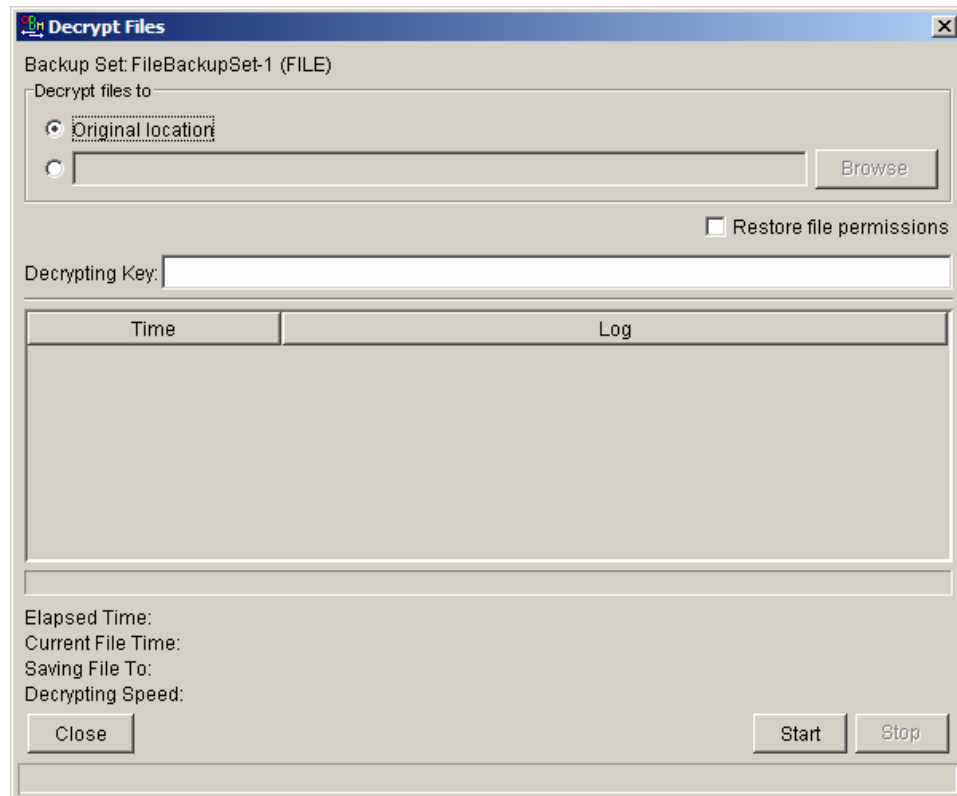 OBM Decrypt Files
Backup Set: FileBackupSet-1 (FILE)
Decrypt files to
Original location
Browse
Restore file permissions
Decrypting Key:
Time Log
Elapsed Time:
Current File Time:
Saving File To:
Decrypting Speed:
Close Start Stop